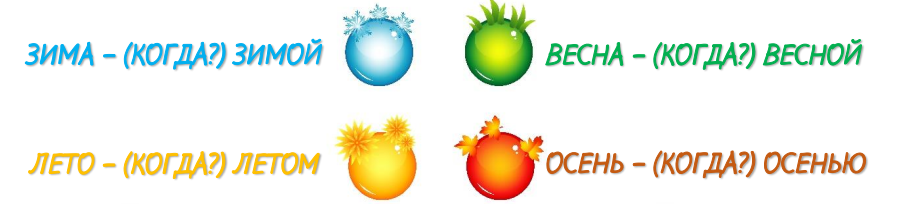 ЗИМА – (КОГДА?) ЗИМОЙ
ВЕСНА – (КОГДА?) ВЕСНОЙ
ЛЕТО – (КОГДА?) ЛЕТОМ
ОСЕНЬ – (КОГДА?) ОСЕНЬЮ